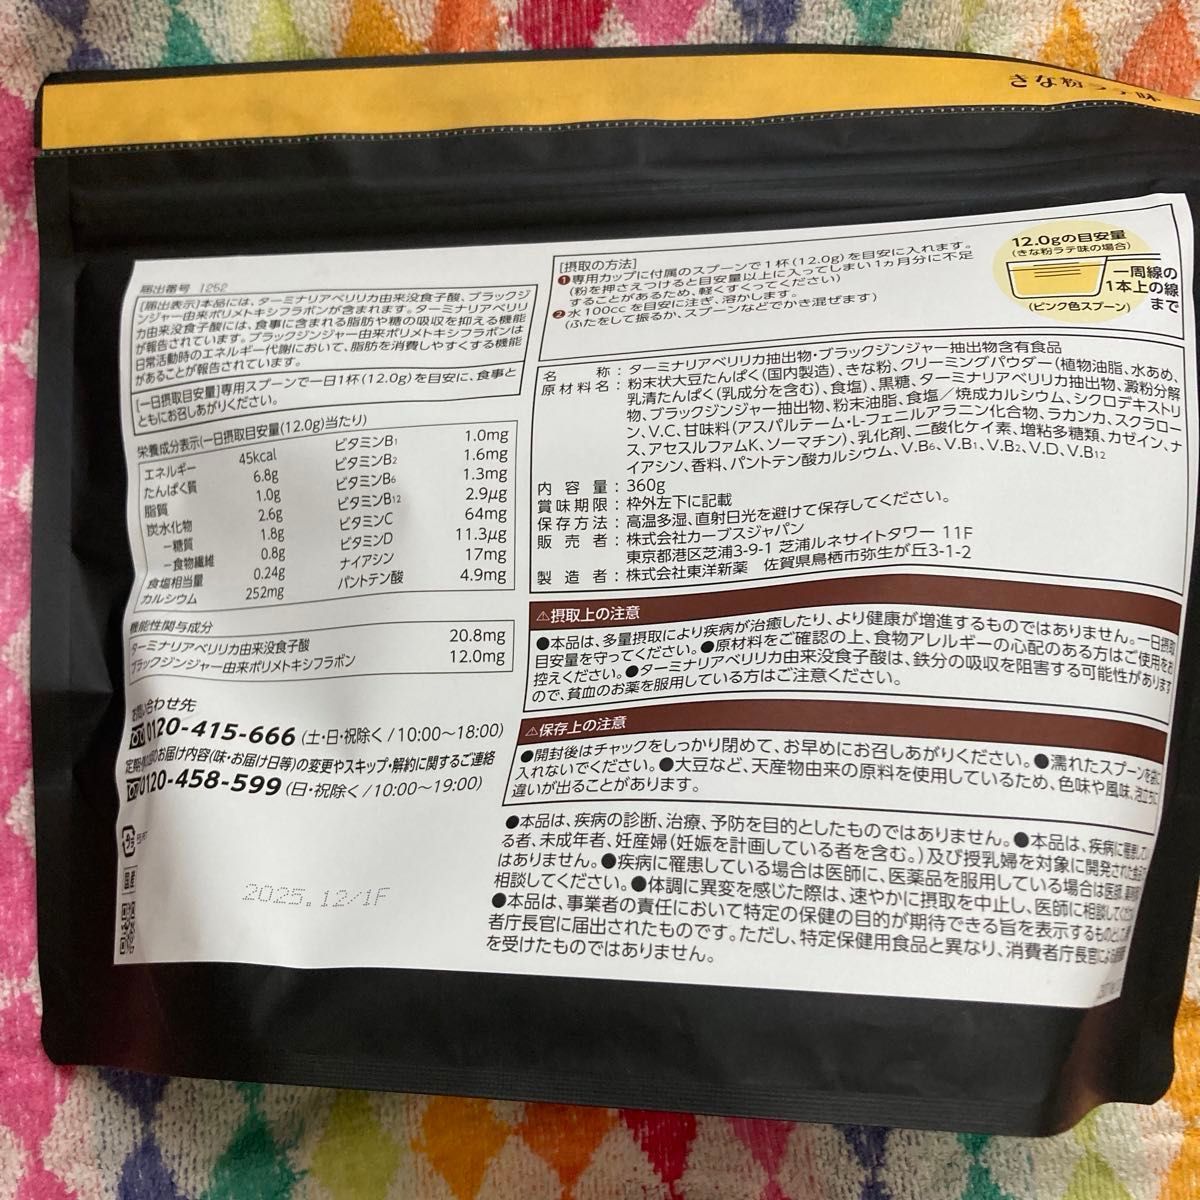 きな粉ラテ味
届出番号 I252
[届出表示]本品には、ターミナリアベリリカ由来没食子酸、ブラックジ
ンジャー由来ポリメトキシフラボンが含まれます。ターミナリアベリリ
カ由来没食子酸には、食事に含まれる脂肪や糖の吸収を抑える機能
が報告されています。ブラックジンジャー由来ポリメトキシフラボンは
日常活動時のエネルギー代謝において、脂肪を消費しやすくする機能
があることが報告されています。
[一日摂取目安量]専用スプーンで一日1杯(12.0g)を目安に、食事と
ともにお召しあがりください。
栄養成分表示(一日摂取目安量(12.0g)当たり)
エネルギー 45kcal
たんぱく質 6.8g
脂質 1.0g
炭水化物 2.6g
―糖質 1.8g
―食物繊維 0.8g
食塩相当量 0.24g
カルシウム 252mg
ビタミンB1 1.0mg
ビタミンB2 1.6mg
ビタミンB6 1.3mg
ビタミンB12 2.9μg
ビタミンC 64mg
ビタミンD 11.3μg
ナイアシン 17mg
パントテン酸 4.9mg
機能性関与成分
ターミナリアベリリカ由来没食子酸 20.8mg
ブラックジンジャー由来ポリメトキシフラボン 12.0mg
お問い合わせ先
0120-415-666 (土・日・祝除く/10:00～18:00)
のお届け内容(味・お届け日等)の変更やスキップ・解約に関するご連絡
0120-458-599 (日・祝除く/10:00～19:00)
プラ
国産
2025.12/1F
[摂取の方法]
❶専用カップに付属のスプーンで1杯(12.0g)を目安に入れます。
(粉を押さえつけると目安量以上に入ってしまい1ヵ月分に不足
することがあるため、軽くすくってください)
❷水100ccを目安に注ぎ、溶かします。
(ふたをして振るか、スプーンなどでかき混ぜます)
12.0gの目安量
(きな粉ラテ味の場合)
一周線の
1本上の線
まで
(ピンク色スプーン)
名称:ターミナリアベリリカ抽出物・ブラックジンジャー抽出物含有食品
原材料名:粉末状大豆たんぱく(国内製造)、きな粉、クリーミングパウダー(植物油脂、水あめ、
乳清たんぱく(乳成分を含む)、食塩)、黒糖、ターミナリアベリリカ抽出物、澱粉分解
物、ブラックジンジャー抽出物、粉末油脂、食塩/焼成カルシウム、シクロデキストリ
ン、V.C、甘味料(アスパルテーム・L-フェニルアラニン化合物、ラカンカ、スクラロー
ス、アセスルファムK、ソーマチン)、乳化剤、二酸化ケイ素、増粘多糖類、カゼイン、ナ
イアシン、香料、パントテン酸カルシウム、V.B6、V.B1、V.B2、V.D、V.B12
内容量:360g
賞味期限:枠外左下に記載
保存方法:高温多湿、直射日光を避けて保存してください。
販売者:株式会社カーブスジャパン
東京都港区芝浦3-9-1 芝浦ルネサイトタワー 11F
製造者:株式会社東洋新薬 佐賀県鳥栖市弥生が丘3-1-2
⚠摂取上の注意
●本品は、多量摂取により疾病が治癒したり、より健康が増進するものではありません。一日摂取
目安量を守ってください。●原材料をご確認の上、食物アレルギーの心配のある方はご使用をお
控えください。●ターミナリアベリリカ由来没食子酸は、鉄分の吸収を阻害する可能性があります
ので、貧血のお薬を服用している方はご注意ください。
⚠保存上の注意
●開封後はチャックをしっかり閉めて、お早めにお召しあがりください。●濡れたスプーンを袋に
入れないでください。●大豆など、天産物由来の原料を使用しているため、色味や風味、泡立ちに
違いが出ることがあります。
●本品は、疾病の診断、治療、予防を目的としたものではありません。●本品は、疾病に罹患してい
る者、未成年者、妊産婦(妊娠を計画している者を含む。)及び授乳婦を対象に開発された食品で
はありません。●疾病に罹患している場合は医師に、医薬品を服用している場合は医師、
相談してください。●体調に異変を感じた際は、速やかに摂取を中止し、医師に相談してください
●本品は、事業者の責任において特定の保健の目的が期待できる旨を表示するものとして
者庁長官に届出されたものです。ただし、特定保健用食品と異なり、消費者庁長官による
を受けたものではありません。